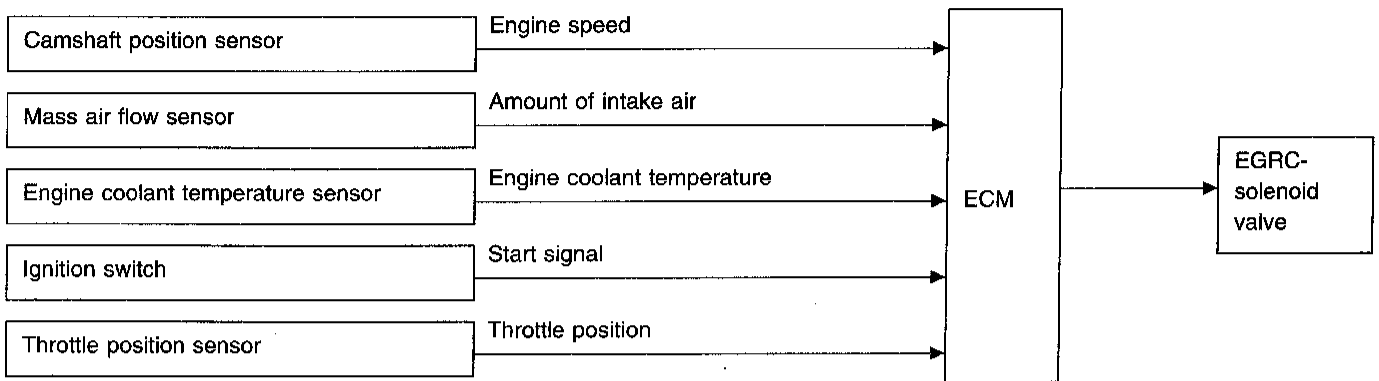 Camshaft position sensor
Engine speed
Mass air flow sensor
Amount of intake air
Engine coolant temperature sensor
Engine coolant temperature
Ignition switch
Start signal
Throttle position sensor
Throttle position
ECM
EGRC-
solenoid
valve